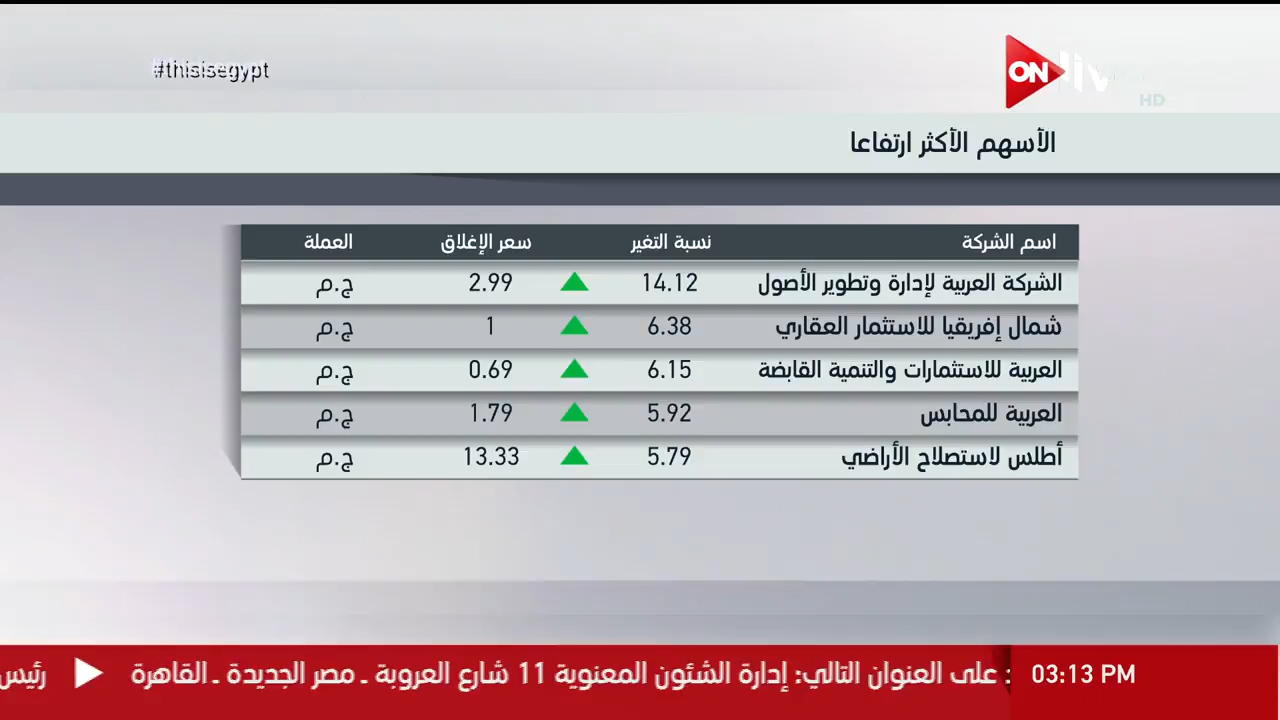 #thisisegypt
ON live
HD
الأسهم الأكثر ارتفاعا
اسم الشركة نسبة التغير سعر الإغلاق العملة
الشركة العربية لإدارة وتطوير الأصول 14.12 2.99 ج.م
شمال إفريقيا للاستثمار العقاري 6.38 1 ج.م
العربية للاستثمارات والتنمية القابضة 6.15 0.69 ج.م
العربية للمحابس 5.92 1.79 ج.م
أطلس لاستصلاح الأراضي 5.79 13.33 ج.م
03:13 PM
: على العنوان التالي: إدارة الشئون المعنوية 11 شارع العروبة ـ مصر الجديدة ـ القاهرة رئيس